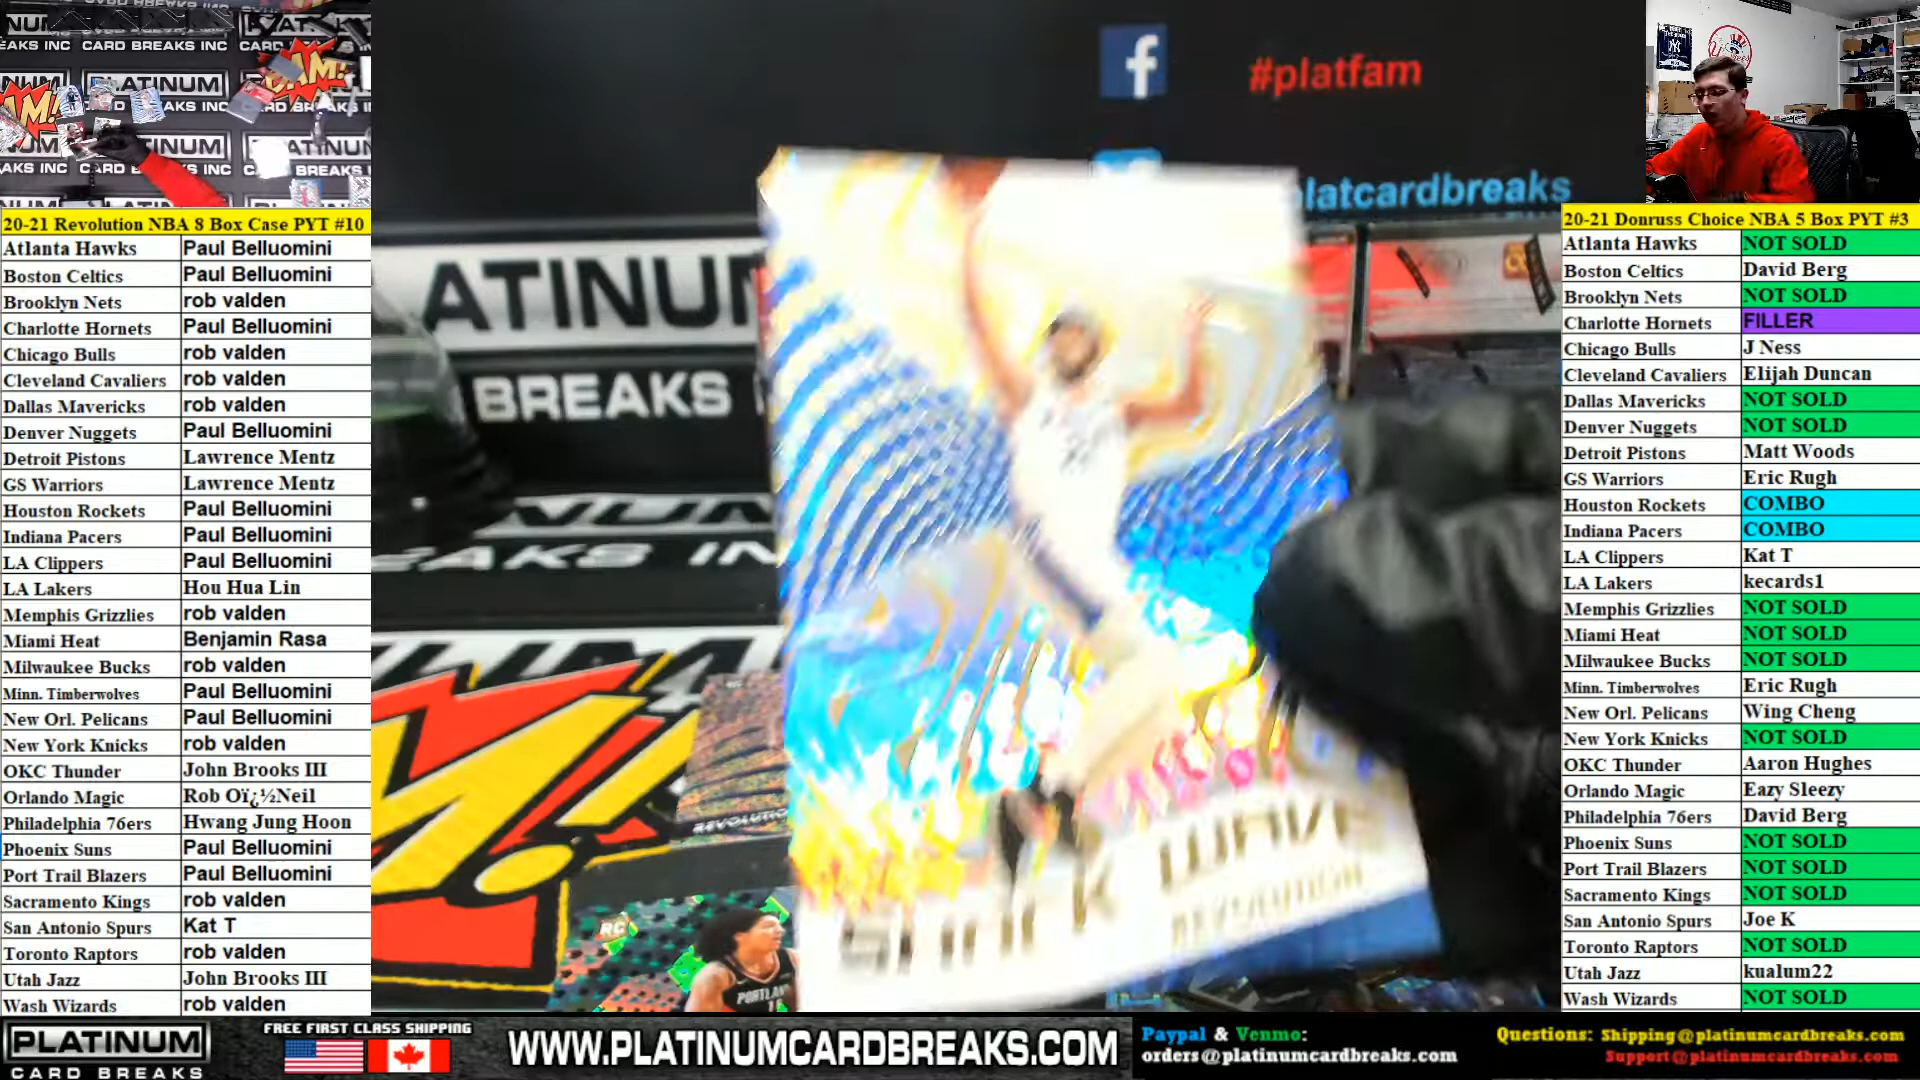 #platfam
platcardbreaks
ATINUM
BREAKS
PLATINUM
CARD BREAKS INC
SHOCK WAVE
REVOLUTION
RC
PORTLAND
20-21 Revolution NBA 8 Box Case PYT #10
Atlanta Hawks Paul Belluomini
Boston Celtics Paul Belluomini
Brooklyn Nets rob valden
Charlotte Hornets Paul Belluomini
Chicago Bulls rob valden
Cleveland Cavaliers rob valden
Dallas Mavericks rob valden
Denver Nuggets Paul Belluomini
Detroit Pistons Lawrence Mentz
GS Warriors Lawrence Mentz
Houston Rockets Paul Belluomini
Indiana Pacers Paul Belluomini
LA Clippers Paul Belluomini
LA Lakers Hou Hua Lin
Memphis Grizzlies rob valden
Miami Heat Benjamin Rasa
Milwaukee Bucks rob valden
Minn. Timberwolves Paul Belluomini
New Orl. Pelicans Paul Belluomini
New York Knicks rob valden
OKC Thunder John Brooks III
Orlando Magic Rob Oï¿½Neil
Philadelphia 76ers Hwang Jung Hoon
Phoenix Suns Paul Belluomini
Port Trail Blazers Paul Belluomini
Sacramento Kings rob valden
San Antonio Spurs Kat T
Toronto Raptors rob valden
Utah Jazz John Brooks III
Wash Wizards rob valden
20-21 Donruss Choice NBA 5 Box PYT #3
Atlanta Hawks NOT SOLD
Boston Celtics David Berg
Brooklyn Nets NOT SOLD
Charlotte Hornets FILLER
Chicago Bulls J Ness
Cleveland Cavaliers Elijah Duncan
Dallas Mavericks NOT SOLD
Denver Nuggets NOT SOLD
Detroit Pistons Matt Woods
GS Warriors Eric Rugh
Houston Rockets COMBO
Indiana Pacers COMBO
LA Clippers Kat T
LA Lakers kecards1
Memphis Grizzlies NOT SOLD
Miami Heat NOT SOLD
Milwaukee Bucks NOT SOLD
Minn. Timberwolves Eric Rugh
New Orl. Pelicans Wing Cheng
New York Knicks NOT SOLD
OKC Thunder Aaron Hughes
Orlando Magic Eazy Sleezy
Philadelphia 76ers David Berg
Phoenix Suns NOT SOLD
Port Trail Blazers NOT SOLD
Sacramento Kings NOT SOLD
San Antonio Spurs Joe K
Toronto Raptors NOT SOLD
Utah Jazz kualum22
Wash Wizards NOT SOLD
PLATINUM
CARD BREAKS
FREE FIRST CLASS SHIPPING
WWW.PLATINUMCARDBREAKS.COM
Paypal & Venmo:
orders@platinumcardbreaks.com
Questions: Shipping@platinumcardbreaks.com
Support@platinumcardbreaks.com